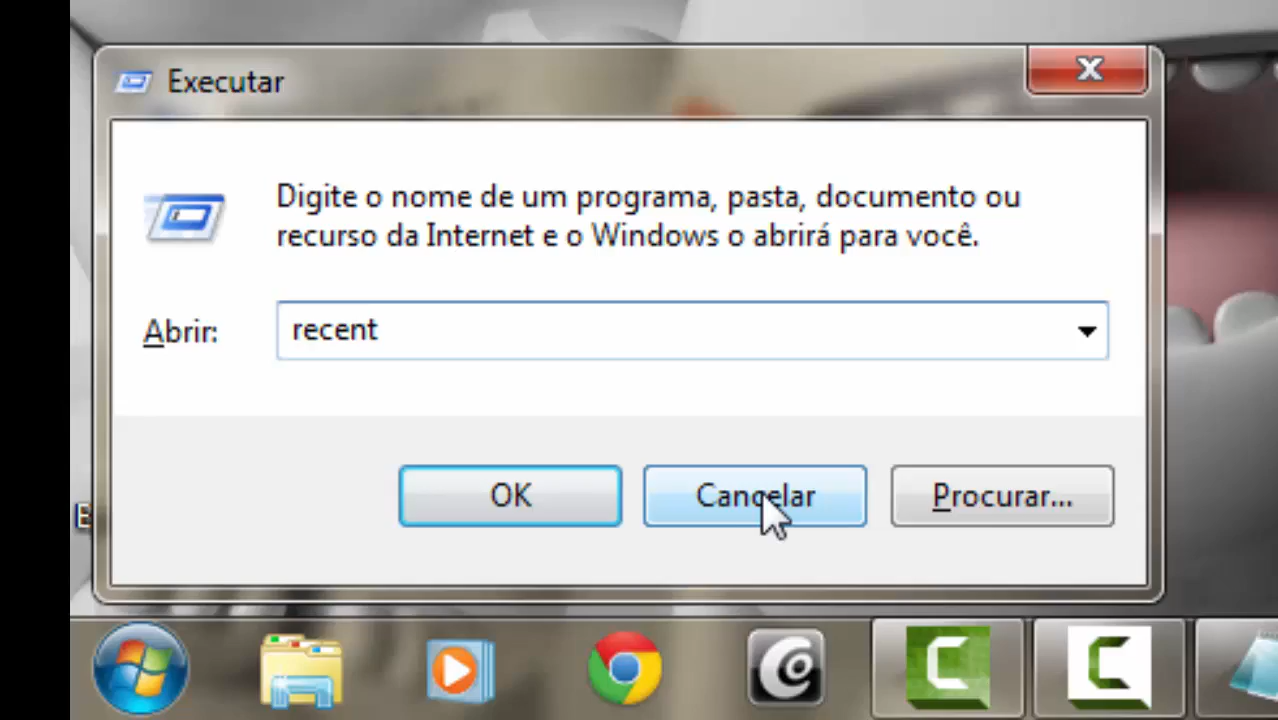 Executar
Digite o nome de um programa, pasta, documento ou
recurso da Internet e o Windows o abrirá para você.
Abrir: recent
OK Cancelar Procurar...